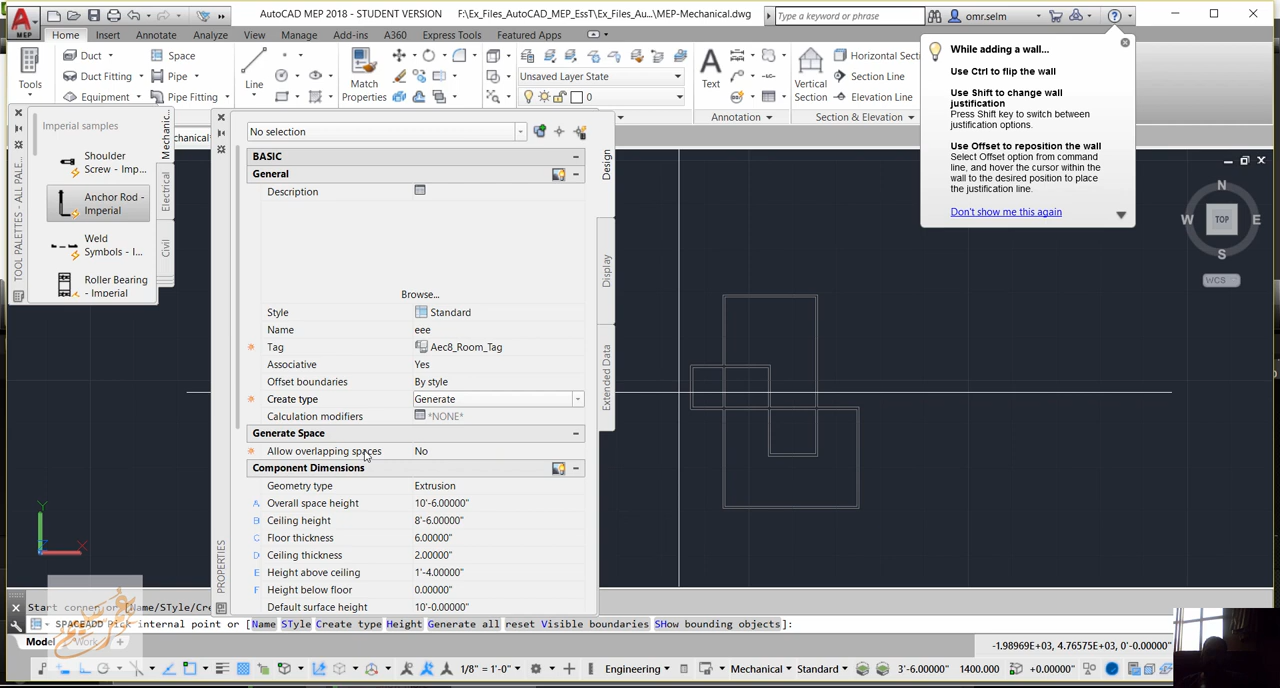 AutoCAD MEP 2018 - STUDENT VERSION
F:\Ex_Files_AutoCAD_MEP_EssT\Ex_Files_Au...\MEP-Mechanical.dwg
Type a keyword or phrase
omr.selm
MEP
Home Insert Annotate Analyze View Manage Add-ins A360 Express Tools Featured Apps
Tools
Duct
Duct Fitting
Equipment
Space
Pipe
Pipe Fitting
Line
Match
Properties
Unsaved Layer State
0
Text
Annotation
Vertical
Section
Horizontal Sect
Section Line
Elevation Line
Section & Elevation
While adding a wall...
Use Ctrl to flip the wall
Use Shift to change wall
justification
Press Shift key to switch between
justification options.
Use Offset to reposition the wall
Select Offset option from command
line, and hover the cursor within the
wall to the desired position to place
the justification line.
Don't show me this again
TOOL PALETTES - ALL PALE...
Imperial samples
Shoulder
Screw - Imp...
Anchor Rod -
Imperial
Weld
Symbols - I...
Roller Bearing
- Imperial
Mechanic...
Electrical
Civil
PROPERTIES
No selection
BASIC
General
Description
Browse...
Style Standard
Name eee
Tag Aec8_Room_Tag
Associative Yes
Offset boundaries By style
Create type Generate
Calculation modifiers *NONE*
Generate Space
Allow overlapping spaces No
Component Dimensions
Geometry type Extrusion
A Overall space height 10'-6.00000"
B Ceiling height 8'-6.00000"
C Floor thickness 6.00000"
D Ceiling thickness 2.00000"
E Height above ceiling 1'-4.00000"
F Height below floor 0.00000"
Default surface height 10'-0.00000"
Design
Display
Extended Data
N
W TOP E
S
WCS
Y
X
Start corner or [Name/STyle/Cre
SPACEADD Pick internal point or [Name STyle Create type Height Generate all reset Visible boundaries SHow bounding objects]:
Model Work +
-1.98969E+03, 4.76575E+03, 0'-0.00000"
1/8" = 1'-0" Engineering Mechanical Standard 3'-6.00000" 1400.000 +0.00000"